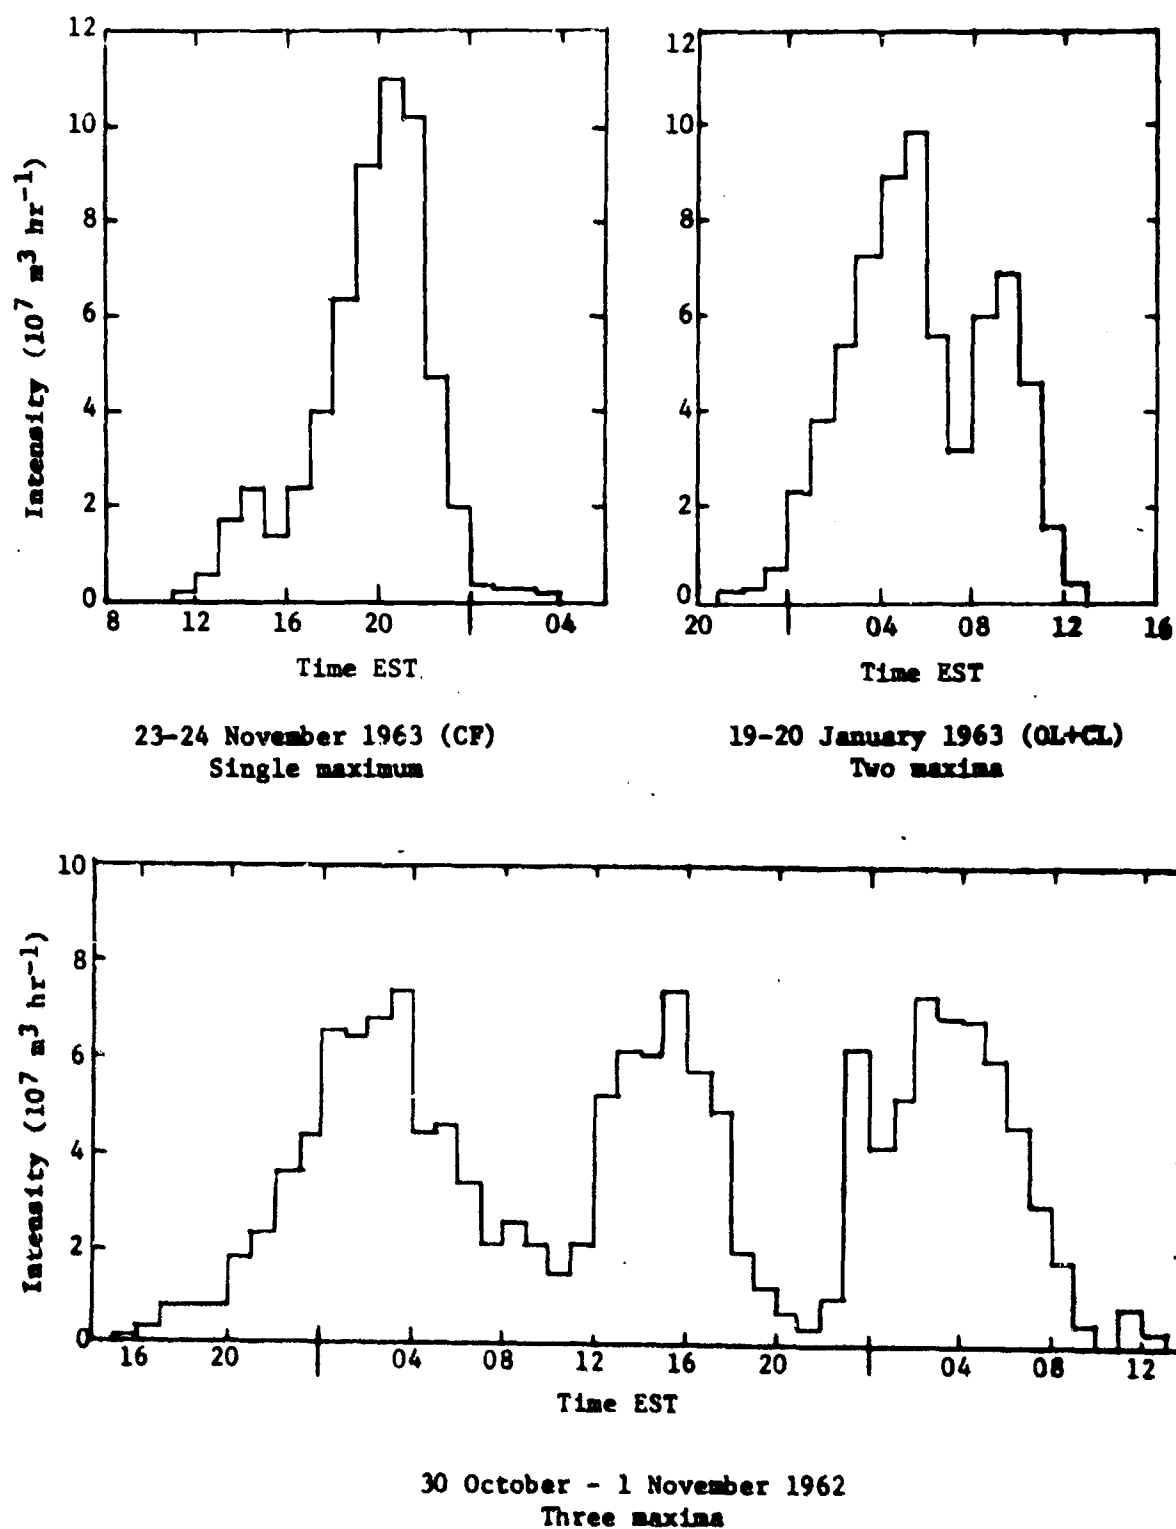 12
10
8
6
4
2
0
Intensity (10⁷ m³ hr⁻¹)
8 12 16 20 04
Time EST
23-24 November 1963 (CF)
Single maximum
12
10
8
6
4
2
0
20 04 08 12 16
Time EST
19-20 January 1963 (OL+CL)
Two maxima
10
8
6
4
2
0
Intensity (10⁷ m³ hr⁻¹)
16 20 04 08 12 16 20 04 08 12
Time EST
30 October - 1 November 1962
Three maxima